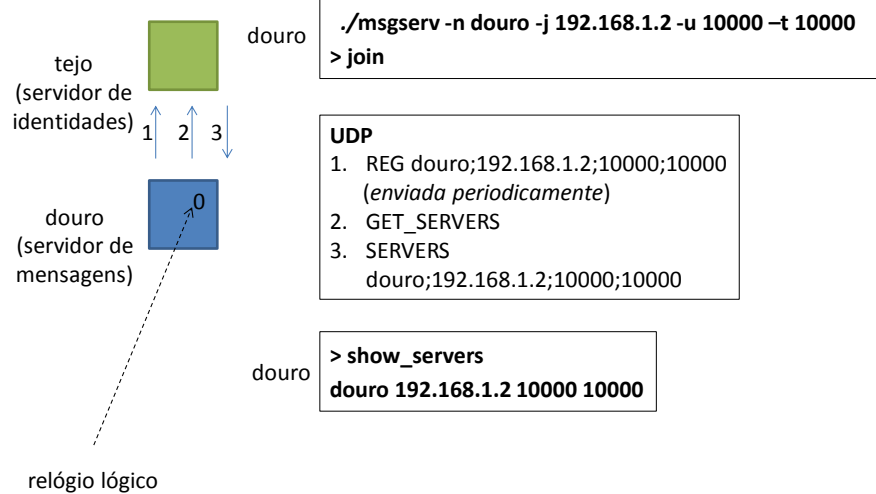 tejo
(servidor de
identidades)
1
2
3
douro
(servidor de
mensagens)
0
relógio lógico
douro
./msgserv -n douro -j 192.168.1.2 -u 10000 –t 10000
> join
UDP
1. REG douro;192.168.1.2;10000;10000
(enviada periodicamente)
2. GET_SERVERS
3. SERVERS
douro;192.168.1.2;10000;10000
douro
> show_servers
douro 192.168.1.2 10000 10000